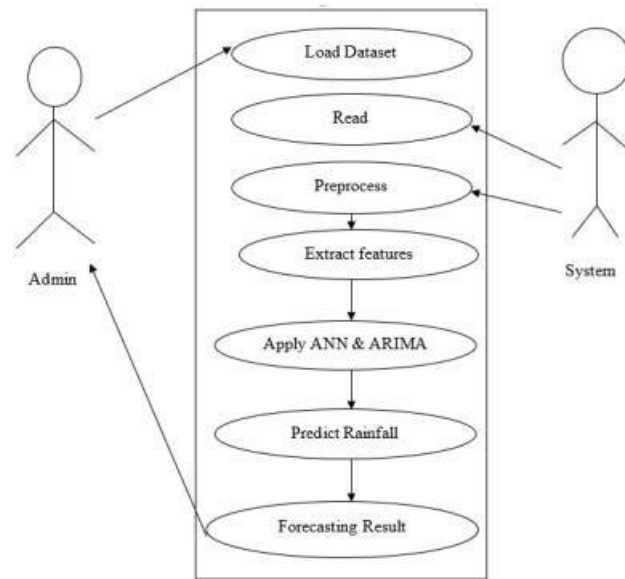 Load Dataset
Read
Preprocess
Extract features
Admin
System
Apply ANN & ARIMA
Predict Rainfall
Forecasting Result